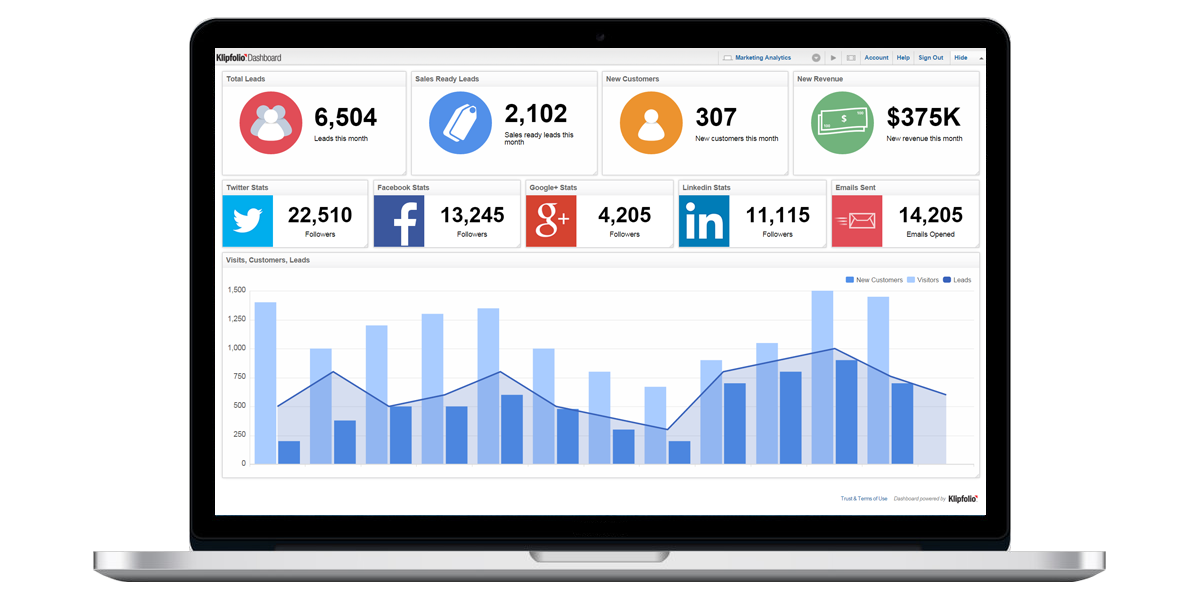 Klipfolio Dashboard
Marketing Analytics Account Help Sign Out Hide
Total Leads
6,504
Leads this month
Sales Ready Leads
2,102
Sales ready leads this
month
New Customers
307
New customers this month
New Revenue
$
$375K
New revenue this month
Twitter Stats
22,510
Followers
Facebook Stats
f
13,245
Followers
Google+ Stats
g+
4,205
Followers
Linkedin Stats
in
11,115
Followers
Emails Sent
14,205
Emails Opened
Visits, Customers, Leads
New Customers Visitors Leads
1,500
1,250
1,000
750
500
250
0
Trust & Terms of Use Dashboard powered by Klipfolio